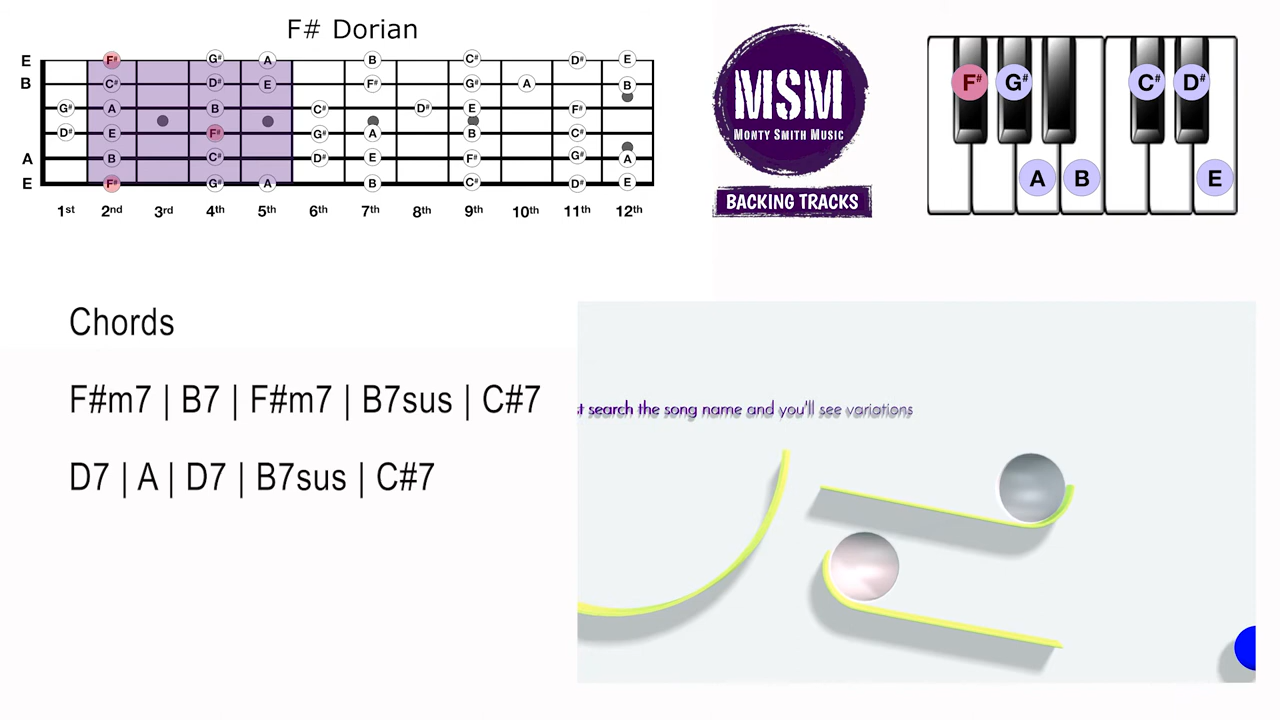 F# Dorian
E F# G# A B C# D# E
B C# D# E F# G# A B
G# A B C# D# E F#
D# E F# G# A B C#
A B C# D# E F# G# A
E F# G# A B C# D# E
1st 2nd 3rd 4th 5th 6th 7th 8th 9th 10th 11th 12th
MSM
MONTY SMITH MUSIC
BACKING TRACKS
F# G# C# D#
A B E
Chords
F#m7 | B7 | F#m7 | B7sus | C#7
D7 | A | D7 | B7sus | C#7
st search the song name and you'll see variations